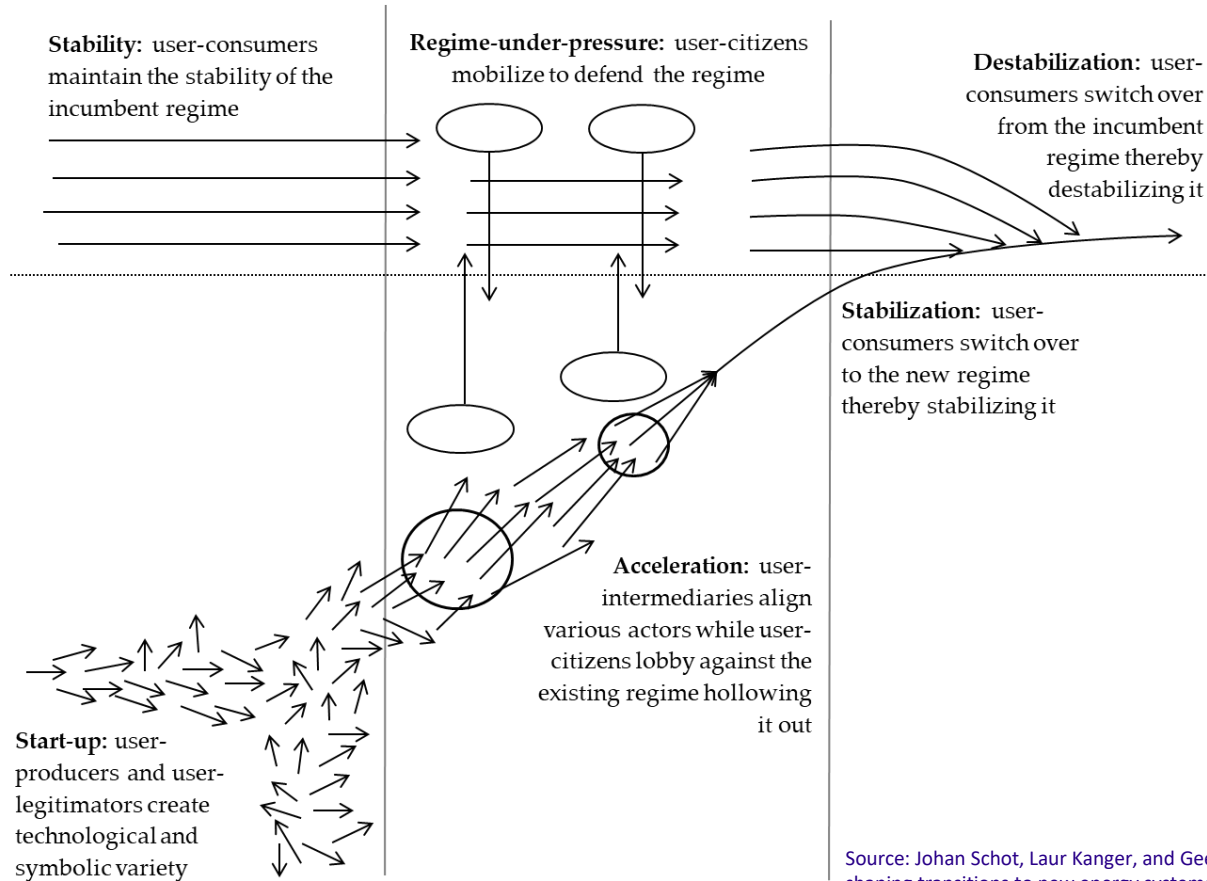 Stability: user-consumers
maintain the stability of the
incumbent regime
Regime-under-pressure: user-citizens
mobilize to defend the regime
Destabilization: user-
consumers switch over
from the incumbent
regime thereby
destabilizing it
Stabilization: user-
consumers switch over
to the new regime
thereby stabilizing it
Acceleration: user-
intermediaries align
various actors while user-
citizens lobby against the
existing regime hollowing
it out
Start-up: user-
producers and user-
legitimators create
technological and
symbolic variety
Source: Johan Schot, Laur Kanger, and